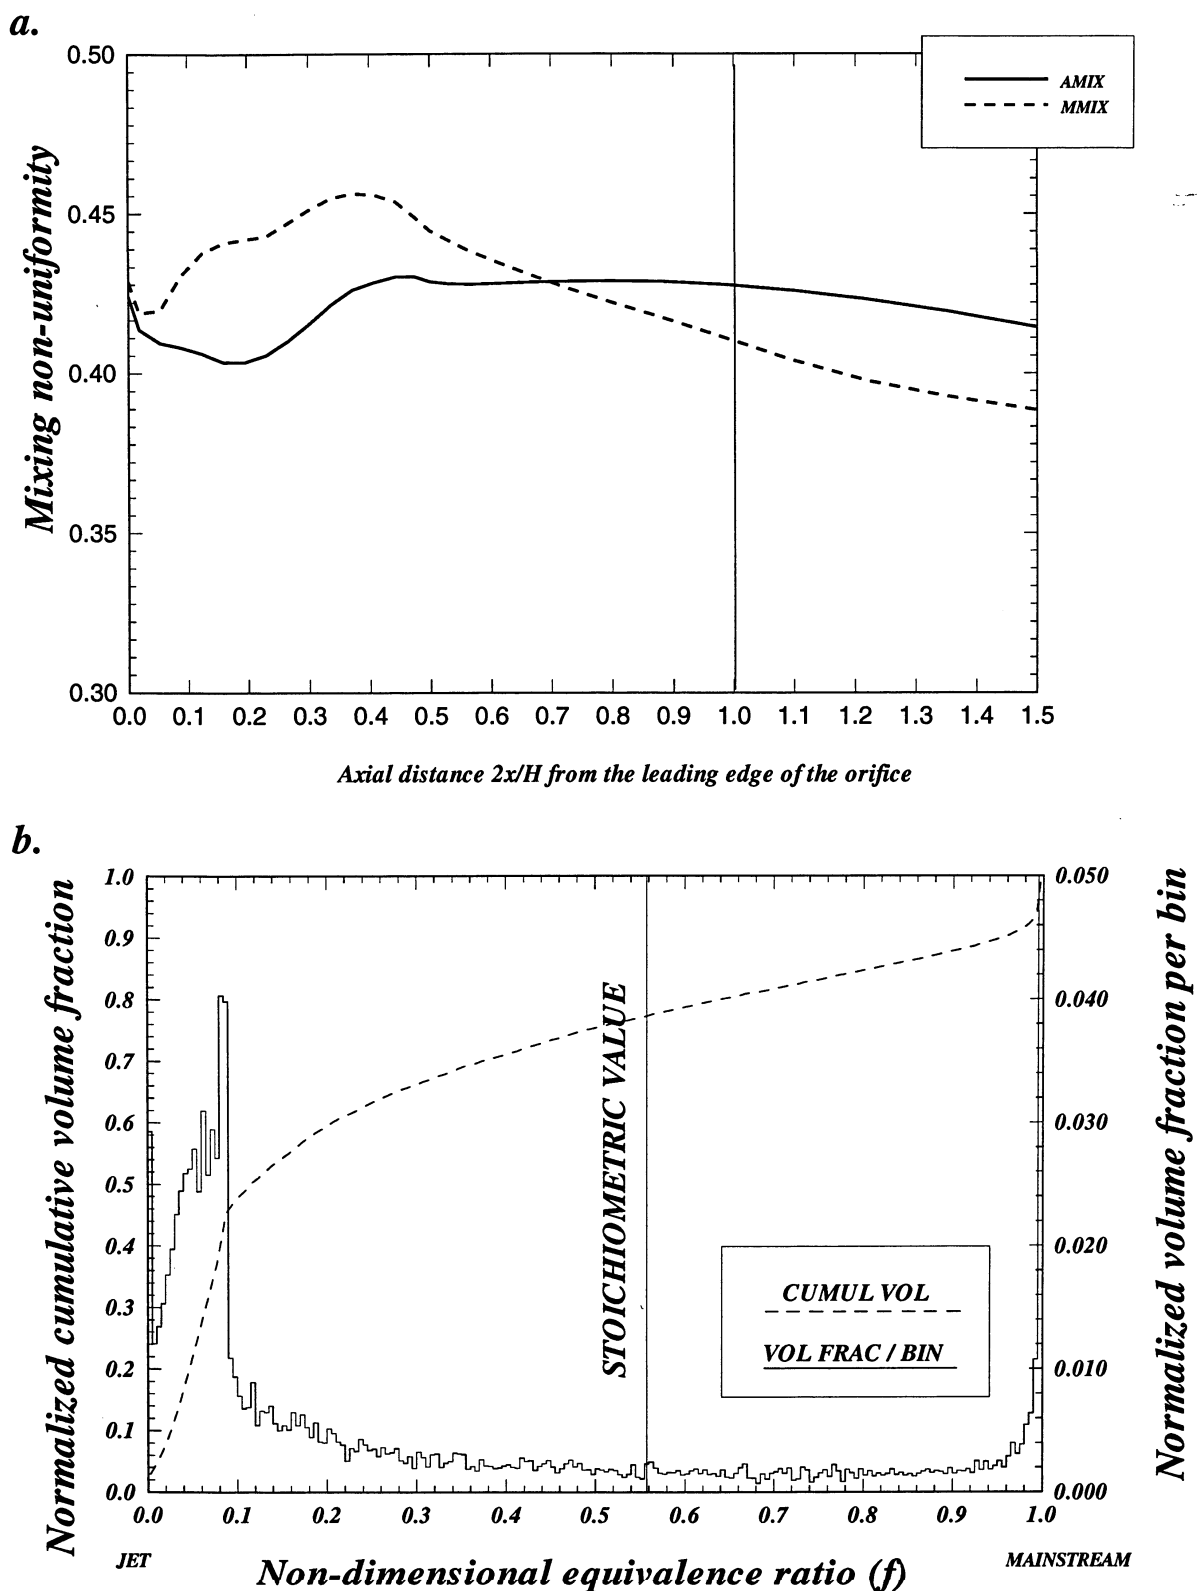 a.
0.50
0.45
0.40
0.35
0.30
Mixing non-uniformity
AMIX
MMIX
0.0 0.1 0.2 0.3 0.4 0.5 0.6 0.7 0.8 0.9 1.0 1.1 1.2 1.3 1.4 1.5
Axial distance 2x/H from the leading edge of the orifice
b.
Normalized cumulative volume fraction
1.0
0.9
0.8
0.7
0.6
0.5
0.4
0.3
0.2
0.1
0.0
STOICHIOMETRIC VALUE
CUMUL VOL
VOL FRAC / BIN
0.050
0.040
0.030
0.020
0.010
0.000
Normalized volume fraction per bin
0.0 0.1 0.2 0.3 0.4 0.5 0.6 0.7 0.8 0.9 1.0
JET
MAINSTREAM
Non-dimensional equivalence ratio (f)